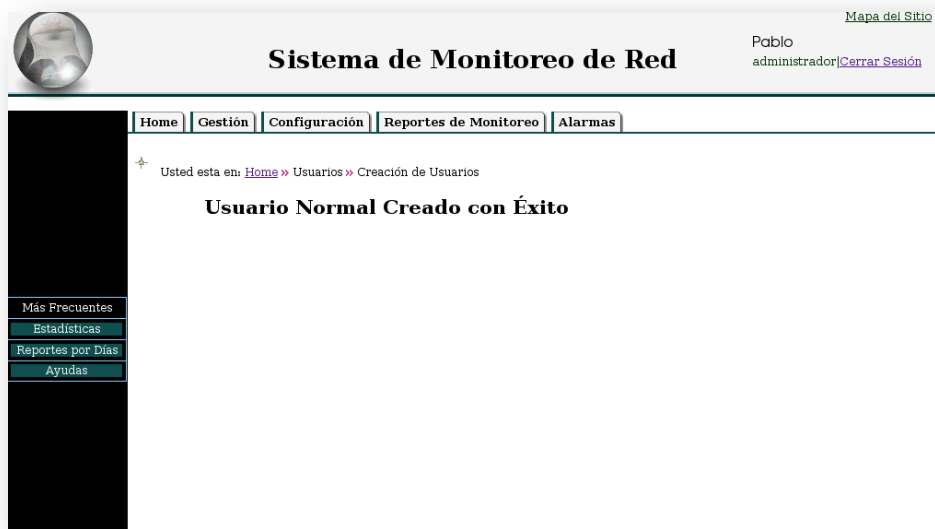 Mapa del Sitio
Pablo
Sistema de Monitoreo de Red
administrador|Cerrar Sesión
Home Gestión Configuración Reportes de Monitoreo Alarmas
Usted esta en: Home » Usuarios » Creación de Usuarios
Usuario Normal Creado con Éxito
Más Frecuentes
Estadísticas
Reportes por Días
Ayudas